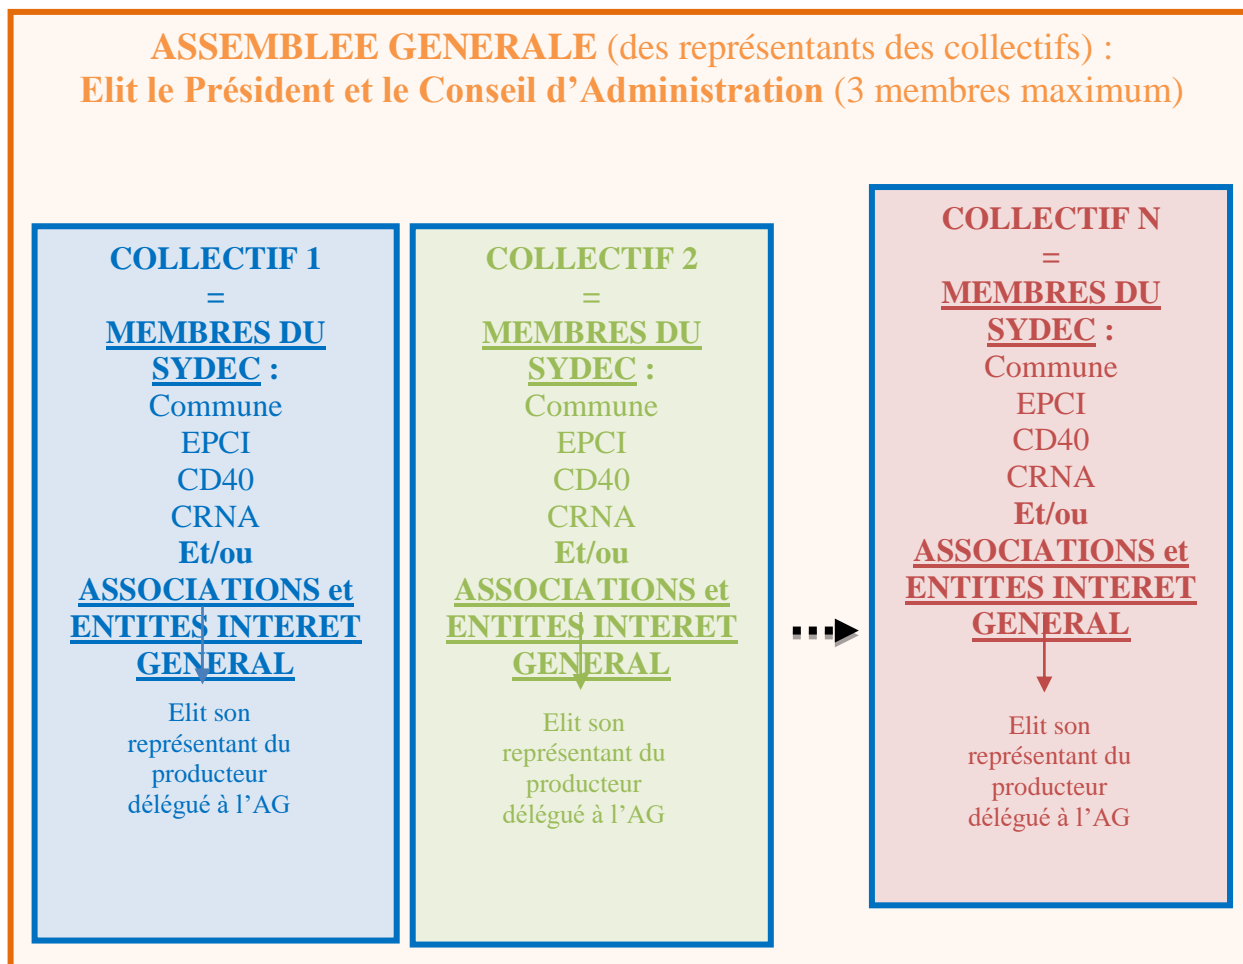 ASSEMBLEE GENERALE (des représentants des collectifs) :
Elit le Président et le Conseil d’Administration (3 membres maximum)
COLLECTIF 1
=
MEMBRES DU
SYDEC :
Commune
EPCI
CD40
CRNA
Et/ou
ASSOCIATIONS et
ENTITES INTERET
GENERAL
Elit son
représentant du
producteur
délégué à l’AG
COLLECTIF 2
=
MEMBRES DU
SYDEC :
Commune
EPCI
CD40
CRNA
Et/ou
ASSOCIATIONS et
ENTITES INTERET
GENERAL
Elit son
représentant du
producteur
délégué à l’AG
COLLECTIF N
=
MEMBRES DU
SYDEC :
Commune
EPCI
CD40
CRNA
Et/ou
ASSOCIATIONS et
ENTITES INTERET
GENERAL
Elit son
représentant du
producteur
délégué à l’AG